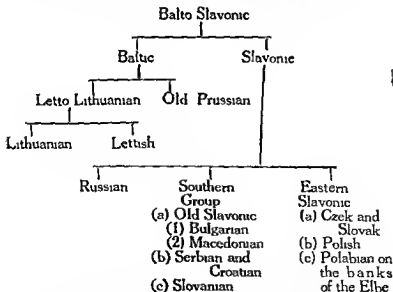 Balto Slavonic
Baltic Slavonic
Letto Lithuanian Old Prussian
Lithuanian Lettish
Russian
Southern
Group
(a) Old Slavonic
(1) Bulgarian
(2) Macedonian
(b) Serbian and
Croatian
(c) Slovanian
Eastern
Slavonic
(a) Czek and
Slovak
(b) Polish
(c) Polabian on
the banks
of the Elbe